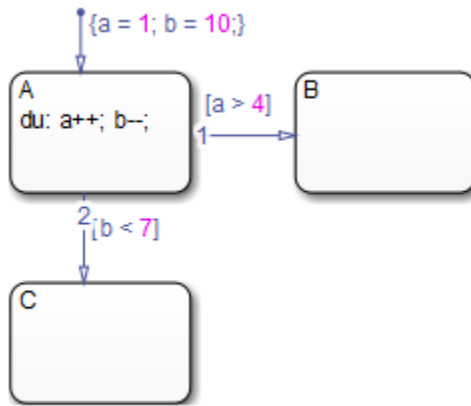 {a = 1; b = 10;}
A
du: a++; b--;
1
[a > 4]
B
2
[b < 7]
C